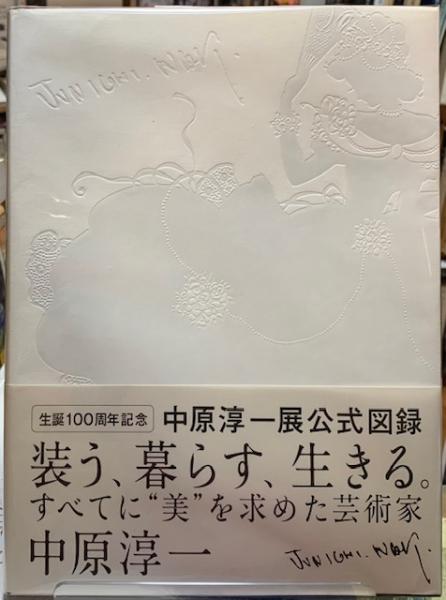 JUNICHI.NAK.
生誕100周年記念 中原淳一展公式図録
装う、暮らす、生きる。
すべてに“美”を求めた芸術家
中原淳一
JUNICHI.NAK.